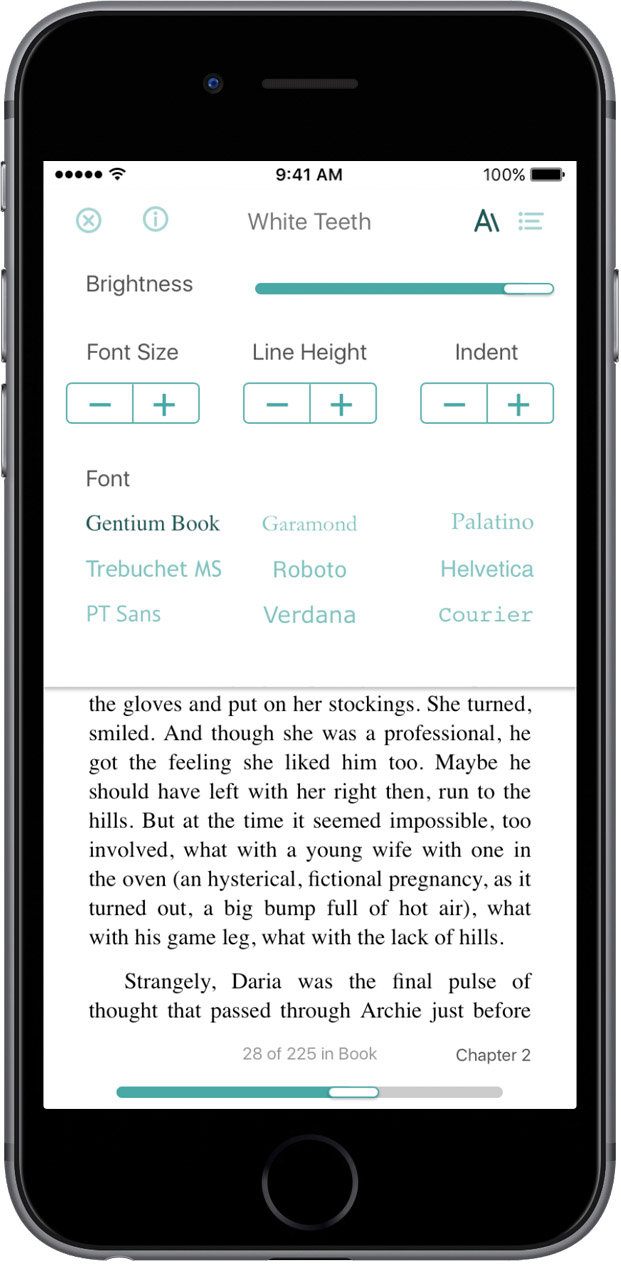 9:41 AM 100%
White Teeth A\
Brightness
Font Size Line Height Indent
− + − + − +
Font
Gentium Book Garamond Palatino
Trebuchet MS Roboto Helvetica
PT Sans Verdana Courier
the gloves and put on her stockings. She turned,
smiled. And though she was a professional, he
got the feeling she liked him too. Maybe he
should have left with her right then, run to the
hills. But at the time it seemed impossible, too
involved, what with a young wife with one in
the oven (an hysterical, fictional pregnancy, as it
turned out, a big bump full of hot air), what
with his game leg, what with the lack of hills.
Strangely, Daria was the final pulse of
thought that passed through Archie just before
28 of 225 in Book Chapter 2